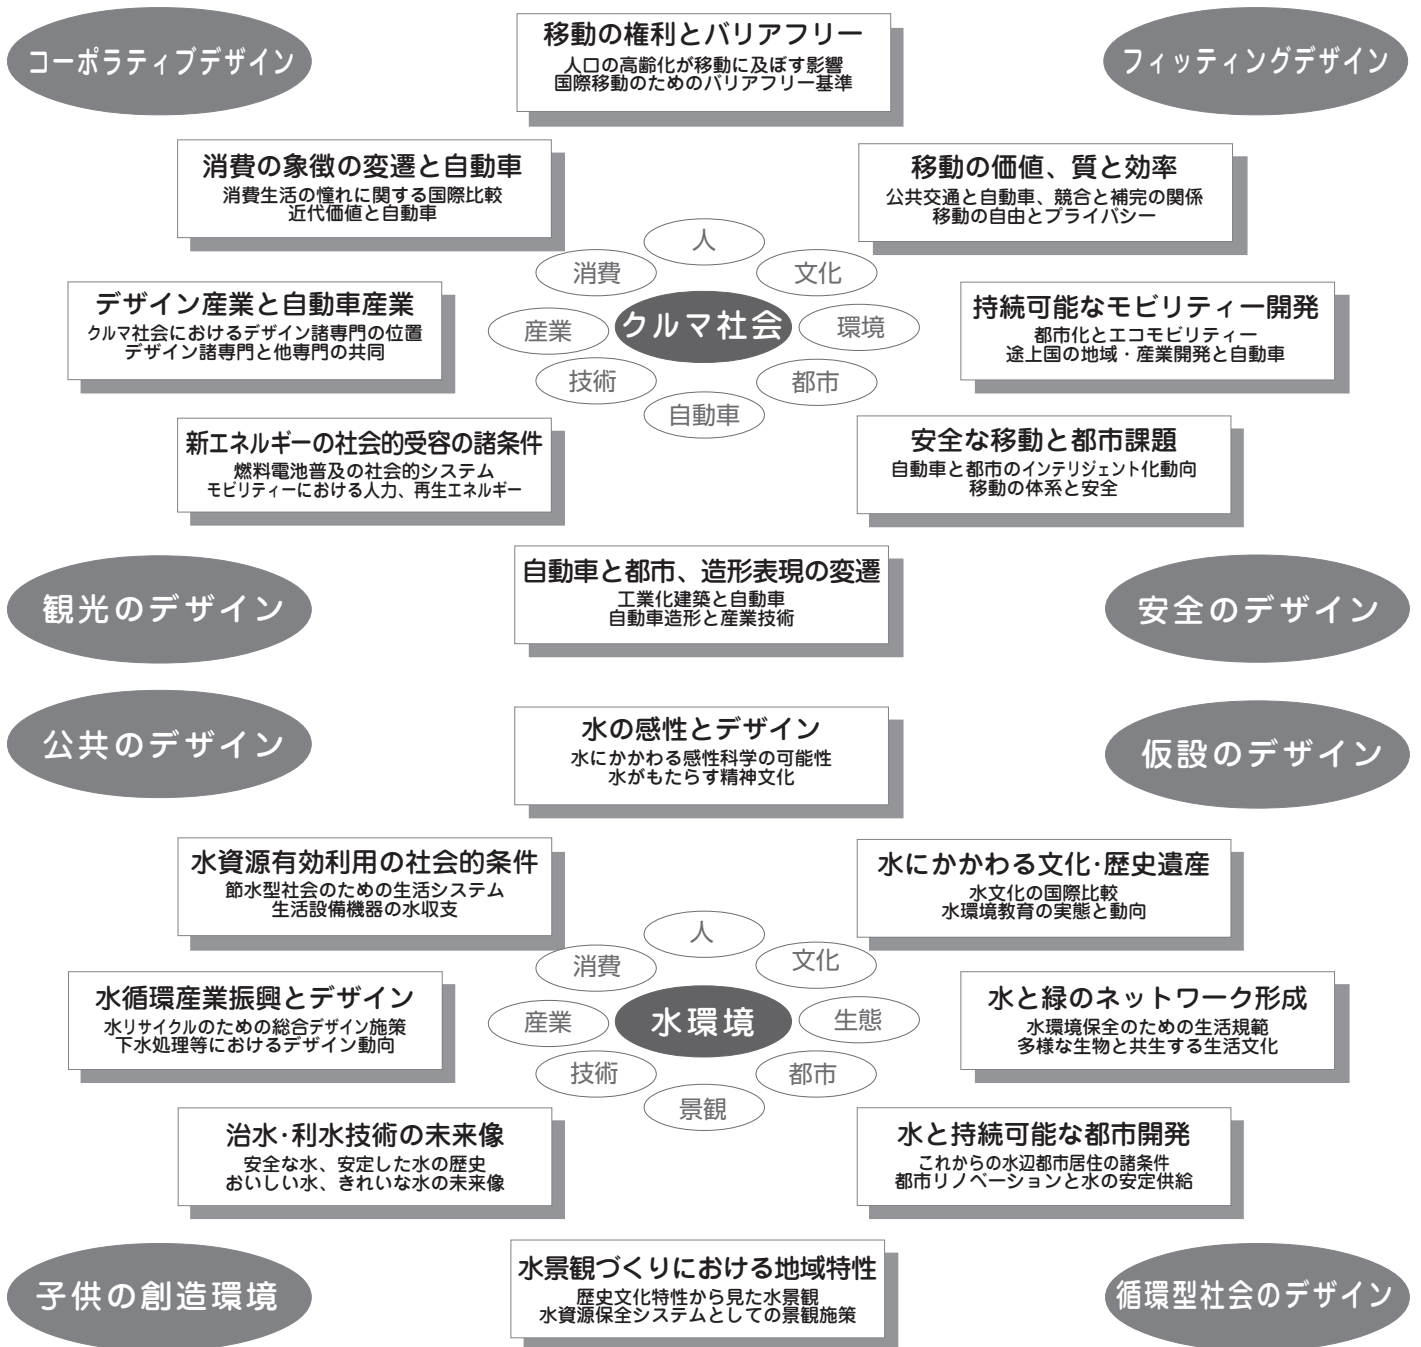 コーポラティブデザイン
移動の権利とバリアフリー
人口の高齢化が移動に及ぼす影響
国際移動のためのバリアフリー基準
フィッティングデザイン
消費の象徴の変遷と自動車
消費生活の憧れに関する国際比較
近代価値と自動車
移動の価値、質と効率
公共交通と自動車、競合と補完の関係
移動の自由とプライバシー
人
消費
文化
デザイン産業と自動車産業
クルマ社会におけるデザイン諸専門の位置
デザイン諸専門と他専門の共同
産業
クルマ社会
環境
持続可能なモビリティー開発
都市化とエコモビリティー
途上国の地域・産業開発と自動車
技術
都市
自動車
新エネルギーの社会的受容の諸条件
燃料電池普及の社会的システム
モビリティーにおける人力、再生エネルギー
安全な移動と都市課題
自動車と都市のインテリジェント化動向
移動の体系と安全
観光のデザイン
自動車と都市、造形表現の変遷
工業化建築と自動車
自動車造形と産業技術
安全のデザイン
公共のデザイン
水の感性とデザイン
水にかかわる感性科学の可能性
水がもたらす精神文化
仮設のデザイン
水資源有効利用の社会的条件
節水型社会のための生活システム
生活設備機器の水収支
水にかかわる文化･歴史遺産
水文化の国際比較
水環境教育の実態と動向
人
消費
文化
水循環産業振興とデザイン
水リサイクルのための総合デザイン施策
下水処理等におけるデザイン動向
産業
水環境
生態
水と緑のネットワーク形成
水環境保全のための生活規範
多様な生物と共生する生活文化
技術
都市
景観
治水･利水技術の未来像
安全な水、安定した水の歴史
おいしい水、きれいな水の未来像
水と持続可能な都市開発
これからの水辺都市居住の諸条件
都市リノベーションと水の安定供給
子供の創造環境
水景観づくりにおける地域特性
歴史文化特性から見た水景観
水資源保全システムとしての景観施策
循環型社会のデザイン